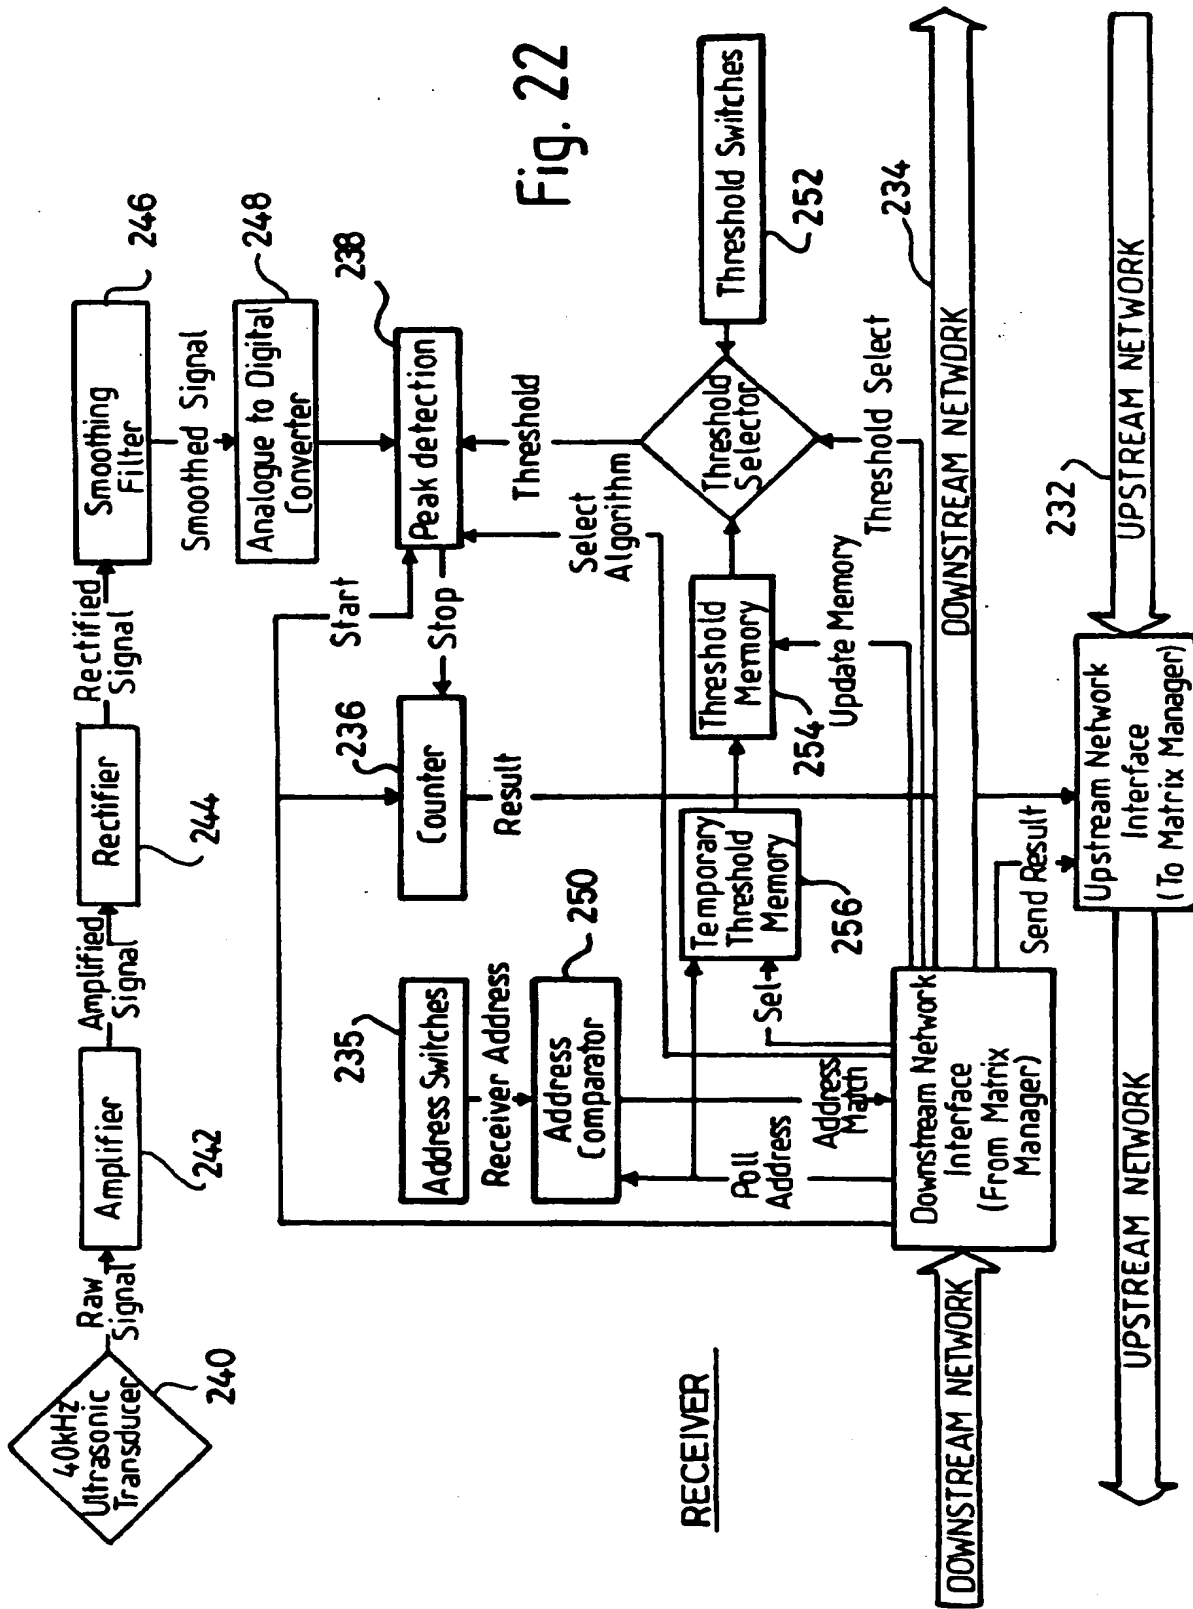 40kHz
Ultrasonic
Transducer
240
Raw
Signal
Amplifier
242
Amplified
Signal
Rectifier
244
Rectified
Signal
Smoothing
Filter
246
Smoothed Signal
Analogue to Digital
Converter
248
Start
Peak detection
238
Stop
Counter
236
Result
Address Switches
235
Receiver Address
Address
Comparator
250
Select
Algorithm
Threshold
Fig. 22
Threshold
Selector
Threshold Switches
252
Threshold
Memory
254
Temporary
Threshold
Memory
256
Sel
Update Memory
Threshold Select
Poll
Address
Address
Match
RECEIVER
DOWNSTREAM NETWORK
Downstream Network
Interface
(From Matrix
Manager)
DOWNSTREAM NETWORK
234
Send Result
UPSTREAM NETWORK
Upstream Network
Interface
(To Matrix Manager)
UPSTREAM NETWORK
232